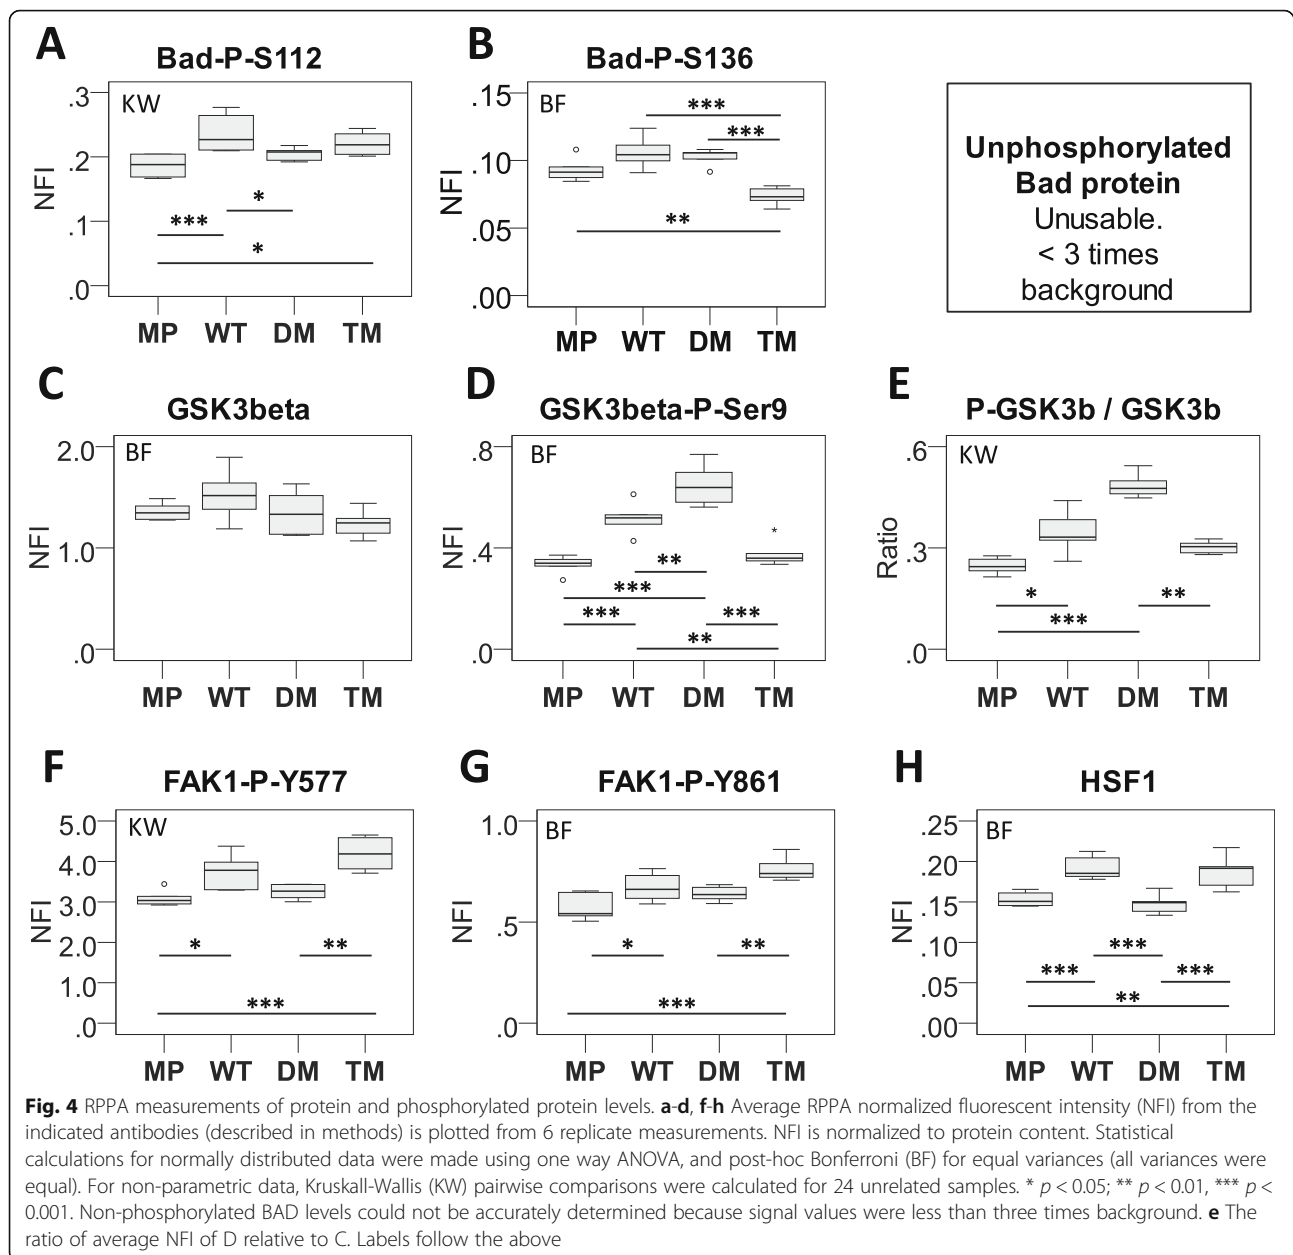 A
Bad-P-S112
.3
.2
.1
.0
NFI
KW
***
*
*
MP WT DM TM
B
Bad-P-S136
.15
.10
.05
.00
NFI
BF
***
***
**
MP WT DM TM
Unphosphorylated
Bad protein
Unusable.
< 3 times
background
C
GSK3beta
2.0
1.0
.0
NFI
BF
MP WT DM TM
D
GSK3beta-P-Ser9
.8
.4
.0
NFI
BF
*
**
***
*** ***
**
MP WT DM TM
E
P-GSK3b / GSK3b
.6
.3
.0
Ratio
KW
* **
***
MP WT DM TM
F
FAK1-P-Y577
5.0
4.0
3.0
2.0
1.0
.0
NFI
KW
* **
***
MP WT DM TM
G
FAK1-P-Y861
1.0
.5
.0
NFI
BF
* **
***
MP WT DM TM
H
HSF1
.25
.20
.15
.10
.05
.00
NFI
BF
***
*** ***
**
MP WT DM TM
Fig. 4 RPPA measurements of protein and phosphorylated protein levels. a-d, f-h Average RPPA normalized fluorescent intensity (NFI) from the
indicated antibodies (described in methods) is plotted from 6 replicate measurements. NFI is normalized to protein content. Statistical
calculations for normally distributed data were made using one way ANOVA, and post-hoc Bonferroni (BF) for equal variances (all variances were
equal). For non-parametric data, Kruskall-Wallis (KW) pairwise comparisons were calculated for 24 unrelated samples. * p < 0.05; ** p < 0.01, *** p <
0.001. Non-phosphorylated BAD levels could not be accurately determined because signal values were less than three times background. e The
ratio of average NFI of D relative to C. Labels follow the above